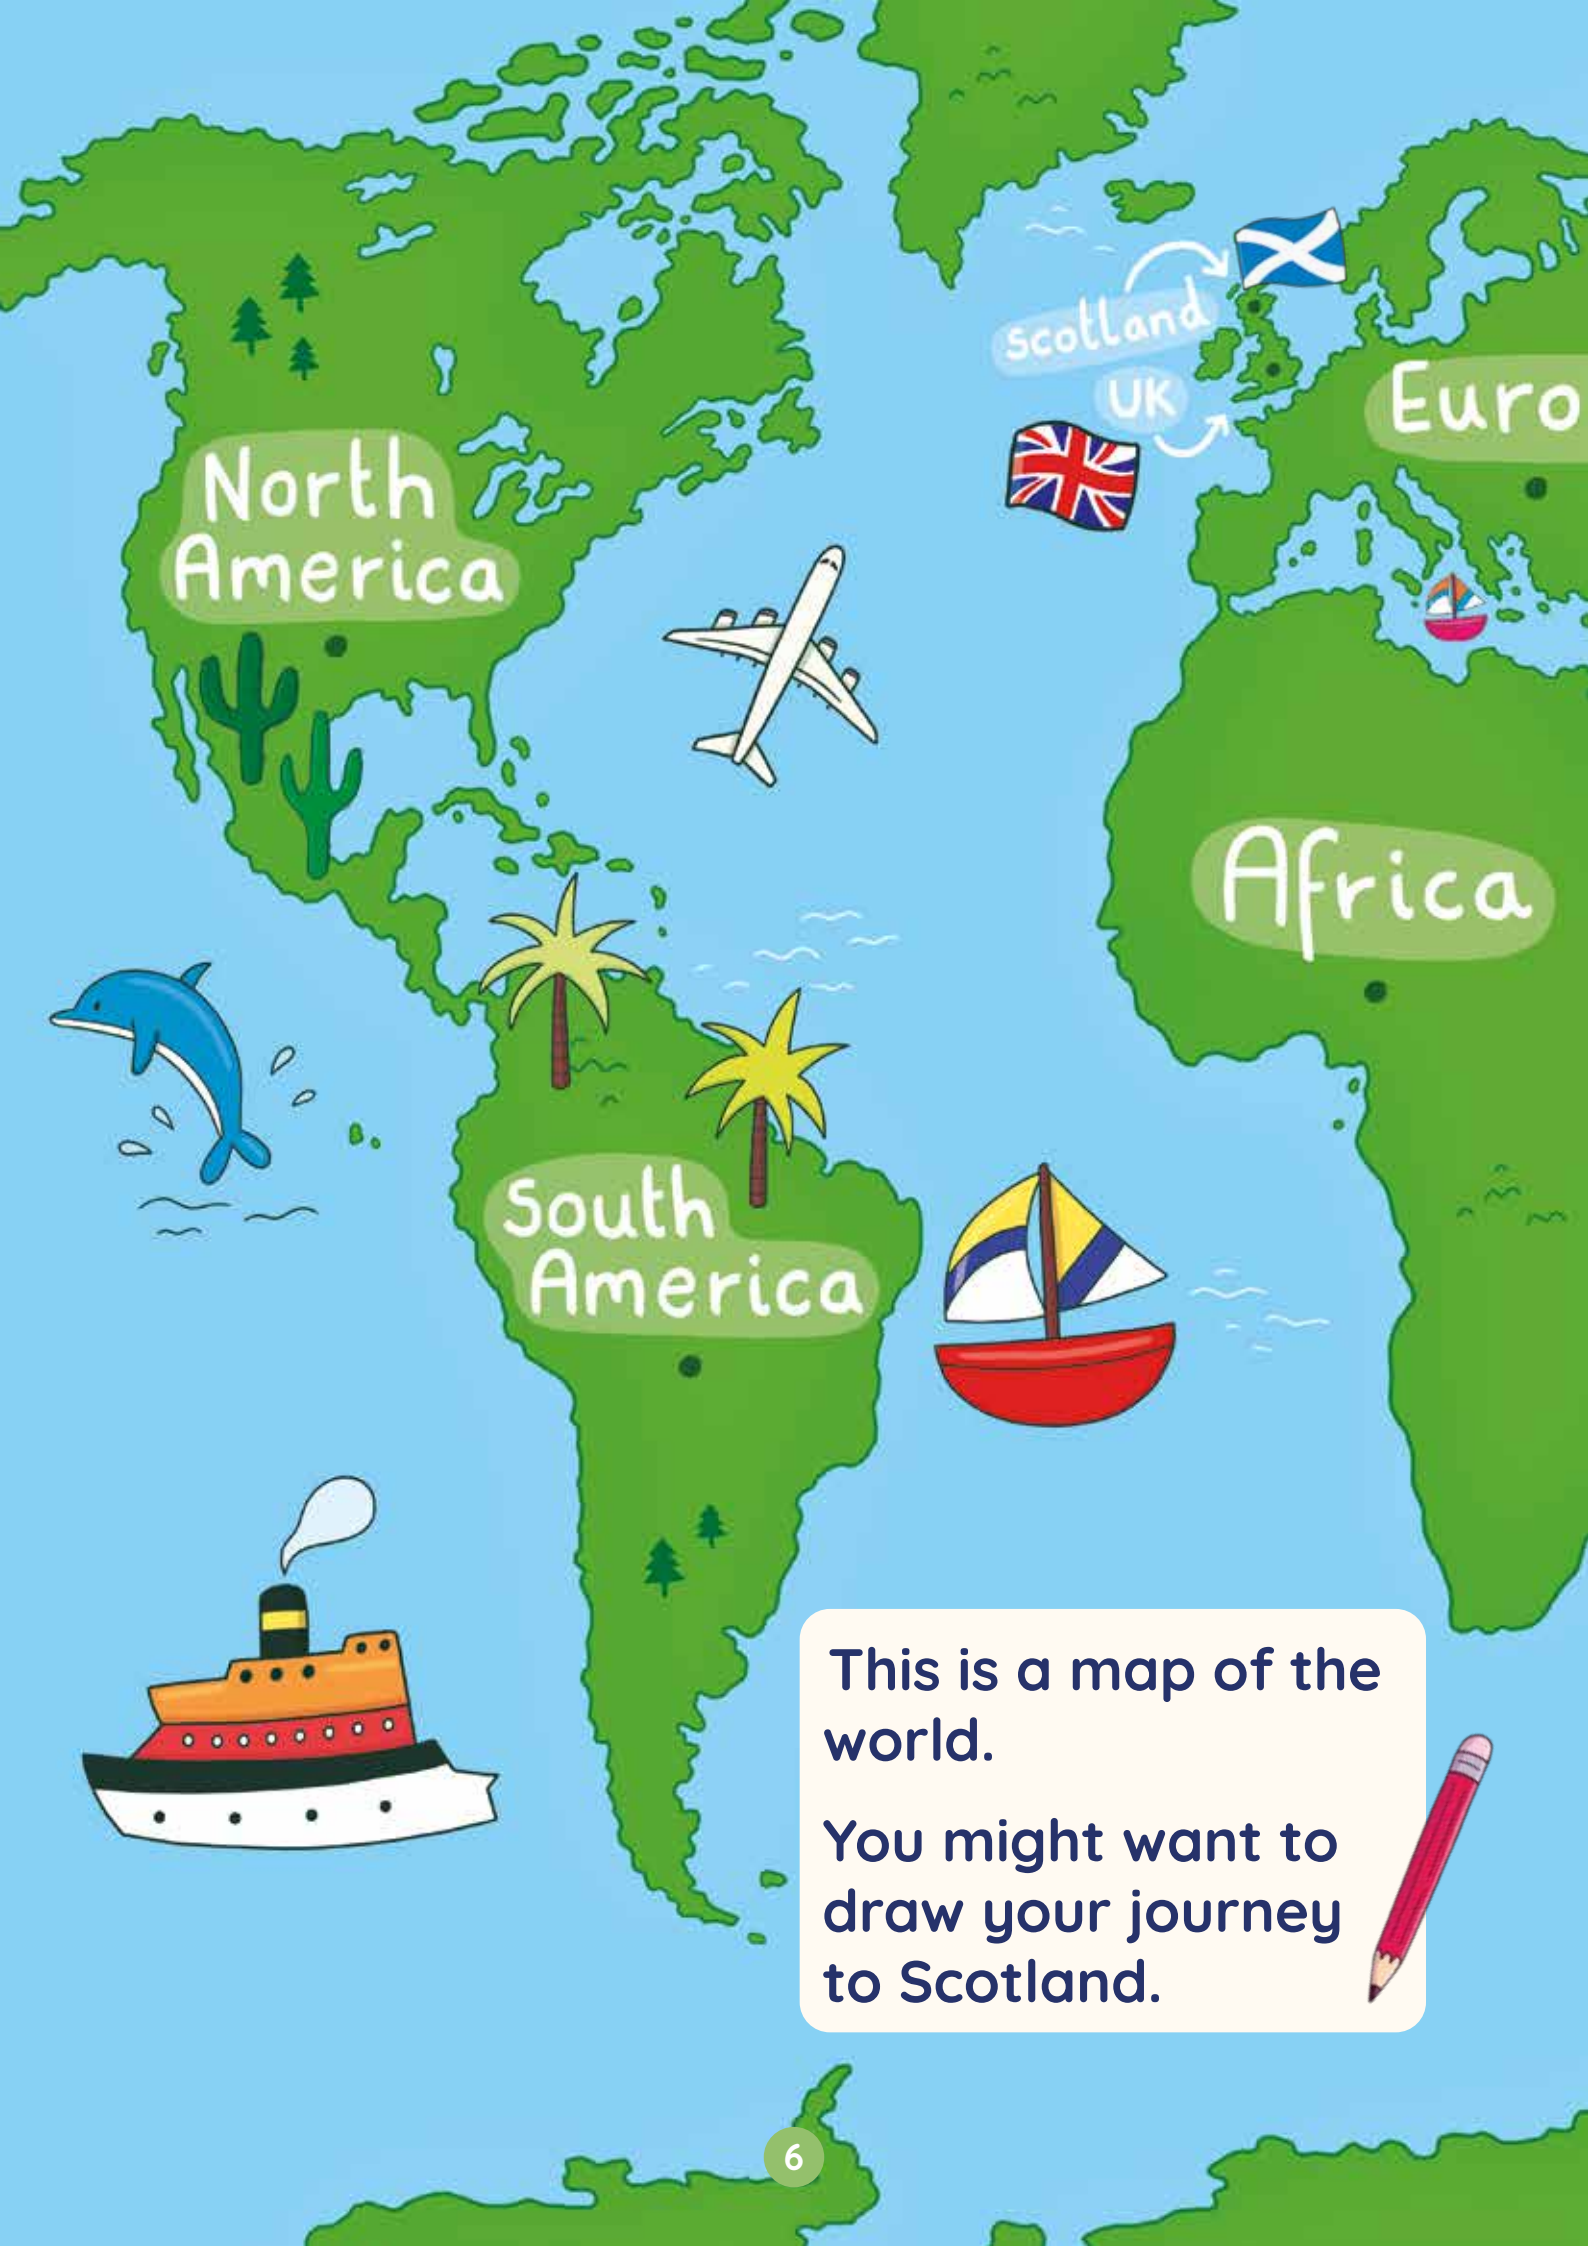 scotland
UK
Euro
North
America
Africa
South
America
This is a map of the
world.
You might want to
draw your journey
to Scotland.
6